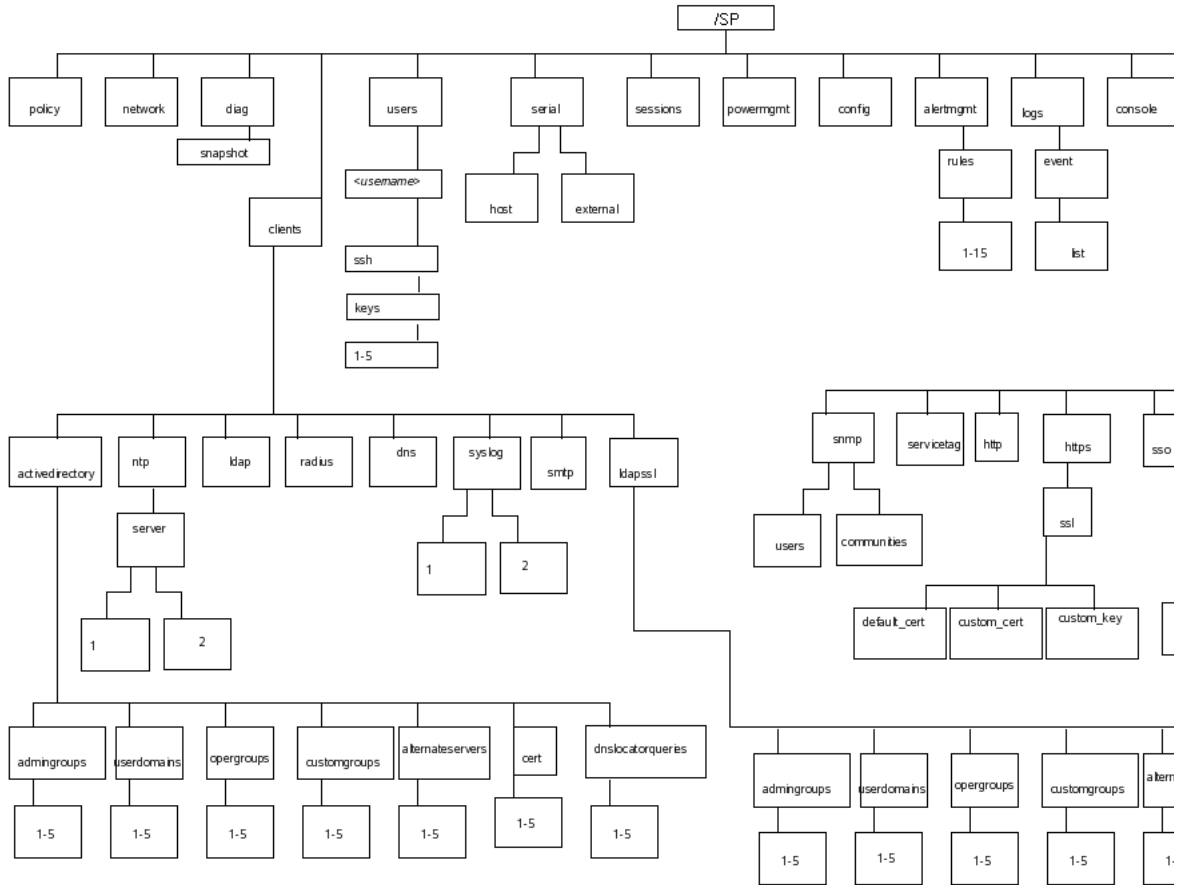 /SP
policy
network
diag
users
serial
sessions
powermgmt
config
alertmgmt
logs
console
snapshot
rules
event
<username>
host
external
clients
1-15
list
ssh
keys
1-5
activedirectory
ntp
ldap
radius
dns
syslog
smtp
ldapssl
snmp
servicetag
http
https
sso
server
1
2
users
communities
ssl
1
2
default_cert
custom_cert
custom_key
admingroups
userdomains
opergroups
customgroups
alternateservers
cert
dnslocatorqueries
1-5
1-5
1-5
1-5
1-5
1-5
1-5
admingroups
userdomains
opergroups
customgroups
1-5
1-5
1-5
1-5